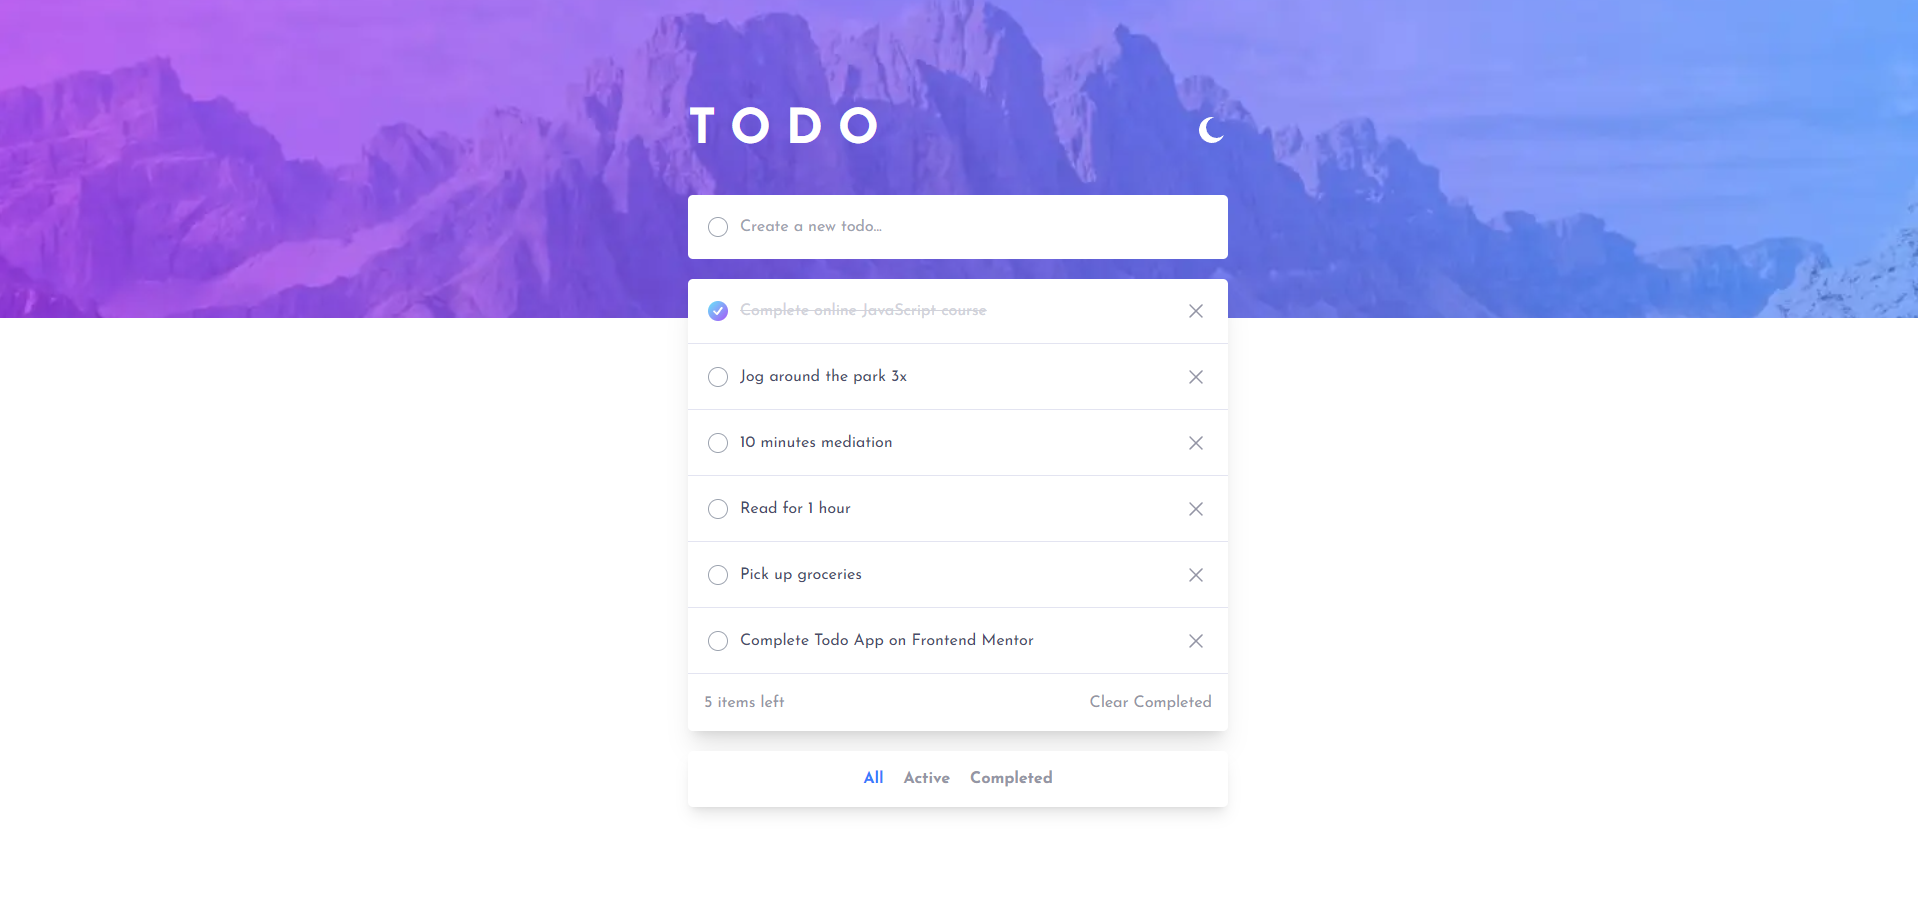 TODO
Create a new todo...
Complete online JavaScript course
Jog around the park 3x
10 minutes mediation
Read for 1 hour
Pick up groceries
Complete Todo App on Frontend Mentor
5 items left Clear Completed
All Active Completed